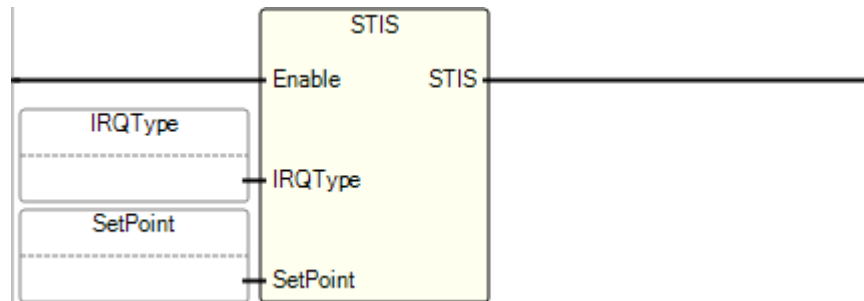 STIS
Enable STIS
IRQType
IRQType
SetPoint
SetPoint